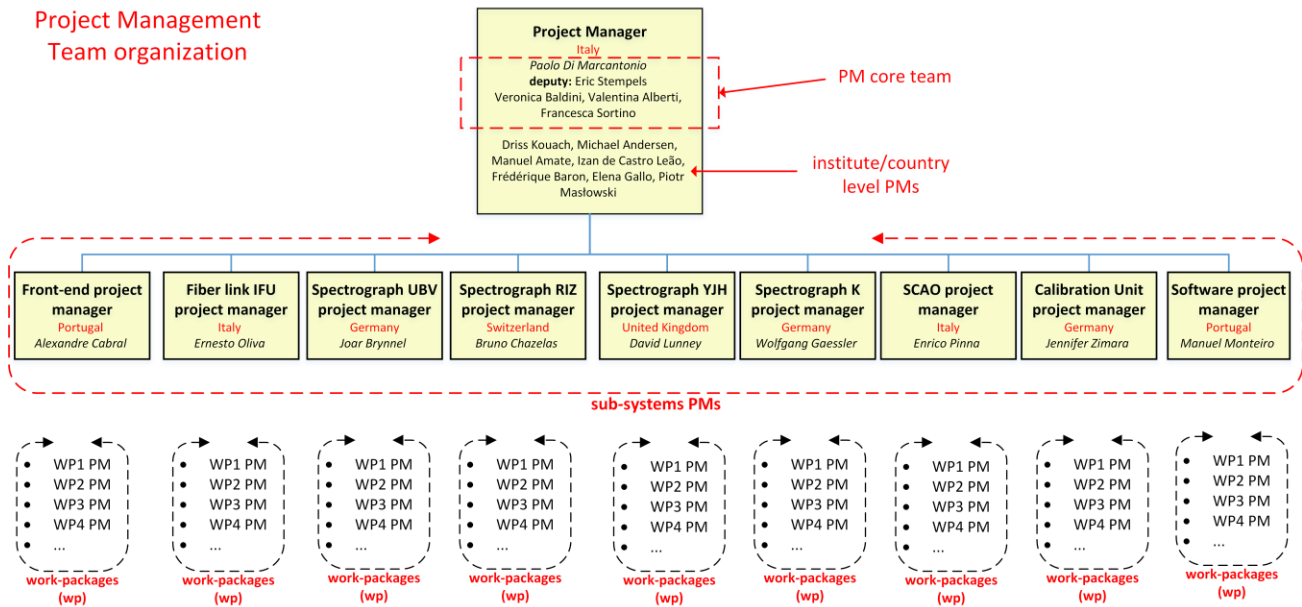 Project Management
Team organization
Project Manager
Italy
Paolo Di Marcantonio
deputy: Eric Stempels
Veronica Baldini, Valentina Alberti,
Francesca Sortino
PM core team
Driss Kouach, Michael Andersen,
Manuel Amate, Izan de Castro Leão,
Frédérique Baron, Elena Gallo, Piotr
Masłowski
institute/country
level PMs
Front-end project
manager
Portugal
Alexandre Cabral
Fiber link IFU
project manager
Italy
Ernesto Oliva
Spectrograph UBV
project manager
Germany
Joar Brynnel
Spectrograph RIZ
project manager
Switzerland
Bruno Chazelas
Spectrograph YJH
project manager
United Kingdom
David Lunney
Spectrograph K
project manager
Germany
Wolfgang Gaessler
SCAO project
manager
Italy
Enrico Pinna
Calibration Unit
project manager
Germany
Jennifer Zimara
Software project
manager
Portugal
Manuel Monteiro
sub-systems PMs
• WP1 PM
• WP2 PM
• WP3 PM
• WP4 PM
• ...
work-packages
(wp)
• WP1 PM
• WP2 PM
• WP3 PM
• WP4 PM
• ...
work-packages
(wp)
• WP1 PM
• WP2 PM
• WP3 PM
• WP4 PM
• ...
work-packages
(wp)
• WP1 PM
• WP2 PM
• WP3 PM
• WP4 PM
• ...
work-packages
(wp)
• WP1 PM
• WP2 PM
• WP3 PM
• WP4 PM
• ...
work-packages
(wp)
• WP1 PM
• WP2 PM
• WP3 PM
• WP4 PM
• ...
work-packages
(wp)
• WP1 PM
• WP2 PM
• WP3 PM
• WP4 PM
• ...
work-packages
(wp)
• WP1 PM
• WP2 PM
• WP3 PM
• WP4 PM
• ...
work-packages
(wp)
• WP1 PM
• WP2 PM
• WP3 PM
• WP4 PM
• ...
work-packages
(wp)